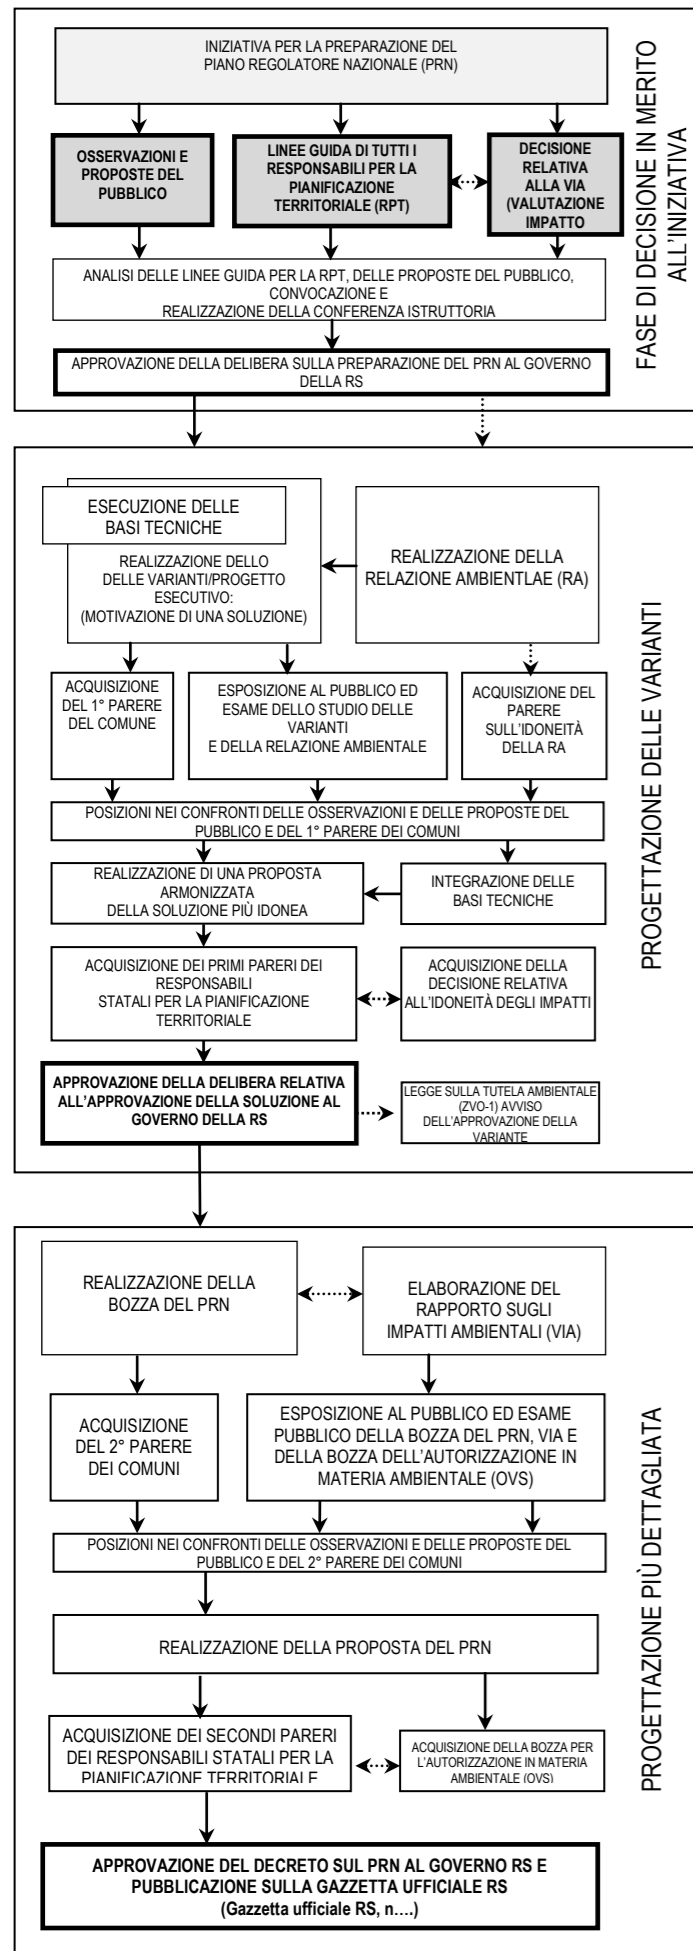 INIZIATIVA PER LA PREPARAZIONE DEL
PIANO REGOLATORE NAZIONALE (PRN)
OSSERVAZIONI E
PROPOSTE DEL
PUBBLICO
LINEE GUIDA DI TUTTI I
RESPONSABILI PER LA
PIANIFICAZIONE
TERRITORIALE (RPT)
DECISIONE
RELATIVA
ALLA VIA
(VALUTAZIONE
IMPATTO
ANALISI DELLE LINEE GUIDA PER LA RPT, DELLE PROPOSTE DEL PUBBLICO,
CONVOCAZIONE E
REALIZZAZIONE DELLA CONFERENZA ISTRUTTORIA
APPROVAZIONE DELLA DELIBERA SULLA PREPARAZIONE DEL PRN AL GOVERNO
DELLA RS
FASE DI DECISIONE IN MERITO
ALL'INIZIATIVA
ESECUZIONE DELLE
BASI TECNICHE
REALIZZAZIONE DELLO
DELLE VARIANTI/PROGETTO
ESECUTIVO:
(MOTIVAZIONE DI UNA SOLUZIONE)
REALIZZAZIONE DELLA
RELAZIONE AMBIENTLAE (RA)
ACQUISIZIONE
DEL 1° PARERE
DEL COMUNE
ESPOSIZIONE AL PUBBLICO ED
ESAME DELLO STUDIO DELLE
VARIANTI
E DELLA RELAZIONE AMBIENTALE
ACQUISIZIONE DEL
PARERE
SULL'IDONEITÀ
DELLA RA
POSIZIONI NEI CONFRONTI DELLE OSSERVAZIONI E DELLE PROPOSTE DEL
PUBBLICO E DEL 1° PARERE DEI COMUNI
REALIZZAZIONE DI UNA PROPOSTA
ARMONIZZATA
DELLA SOLUZIONE PIÙ IDONEA
INTEGRAZIONE DELLE
BASI TECNICHE
ACQUISIZIONE DEI PRIMI PARERI DEI
RESPONSABILI
STATALI PER LA PIANIFICAZIONE
TERRITORIALE
ACQUISIZIONE DELLA
DECISIONE RELATIVA
ALL'IDONEITÀ DEGLI IMPATTI
APPROVAZIONE DELLA DELIBERA RELATIVA
ALL'APPROVAZIONE DELLA SOLUZIONE AL
GOVERNO DELLA RS
LEGGE SULLA TUTELA AMBIENTALE
(ZVO-1) AVVISO
DELL'APPROVAZIONE DELLA
VARIANTE
PROGETTAZIONE DELLE VARIANTI
REALIZZAZIONE DELLA
BOZZA DEL PRN
ELABORAZIONE DEL
RAPPORTO SUGLI
IMPATTI AMBIENTALI (VIA)
ACQUISIZIONE
DEL 2° PARERE
DEI COMUNI
ESPOSIZIONE AL PUBBLICO ED ESAME
PUBBLICO DELLA BOZZA DEL PRN, VIA E
DELLA BOZZA DELL'AUTORIZZAZIONE IN
MATERIA AMBIENTALE (OVS)
POSIZIONI NEI CONFRONTI DELLE OSSERVAZIONI E DELLE PROPOSTE DEL
PUBBLICO E DEL 2° PARERE DEI COMUNI
REALIZZAZIONE DELLA PROPOSTA DEL PRN
ACQUISIZIONE DEI SECONDI PARERI
DEI RESPONSABILI STATALI PER LA
PIANIFICAZIONE TERRITORIALE
ACQUISIZIONE DELLA BOZZA PER
L'AUTORIZZAZIONE IN MATERIA
AMBIENTALE (OVS)
APPROVAZIONE DEL DECRETO SUL PRN AL GOVERNO RS E
PUBBLICAZIONE SULLA GAZZETTA UFFICIALE RS
(Gazzetta ufficiale RS, n....)
PROGETTAZIONE PIÙ DETTAGLIATA